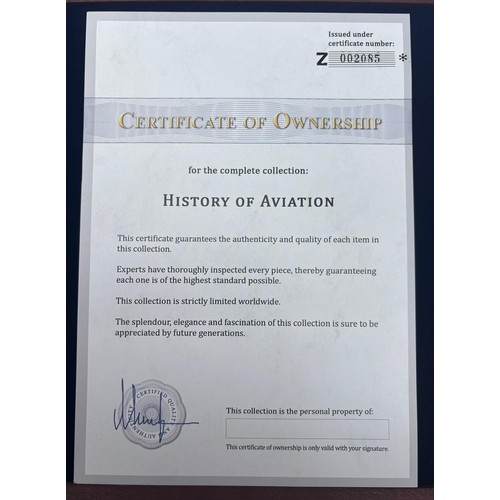 Issued under
certificate number:
Z 002085 *
CERTIFICATE OF OWNERSHIP
for the complete collection:
HISTORY OF AVIATION
This certificate guarantees the authenticity and quality of each item in
this collection.
Experts have thoroughly inspected every piece, thereby guaranteeing
each one is of the highest standard possible.
This collection is strictly limited worldwide.
The splendour, elegance and fascination of this collection is sure to be
appreciated by future generations.
CERTIFIED QUALITY AND AUTHENTICITY
This collection is the personal property of:
This certificate of ownership is only valid with your signature.